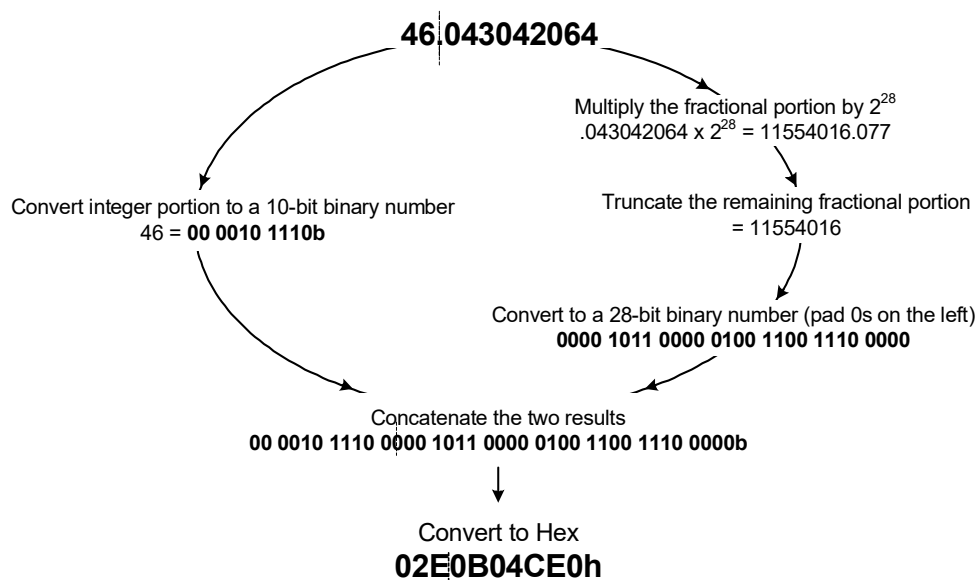 46.043042064
Multiply the fractional portion by 2^28
.043042064 x 2^28 = 11554016.077
Convert integer portion to a 10-bit binary number
46 = 00 0010 1110b
Truncate the remaining fractional portion
= 11554016
Convert to a 28-bit binary number (pad 0s on the left)
0000 1011 0000 0100 1100 1110 0000
Concatenate the two results
00 0010 1110 0000 1011 0000 0100 1100 1110 0000b
Convert to Hex
02E0B04CE0h